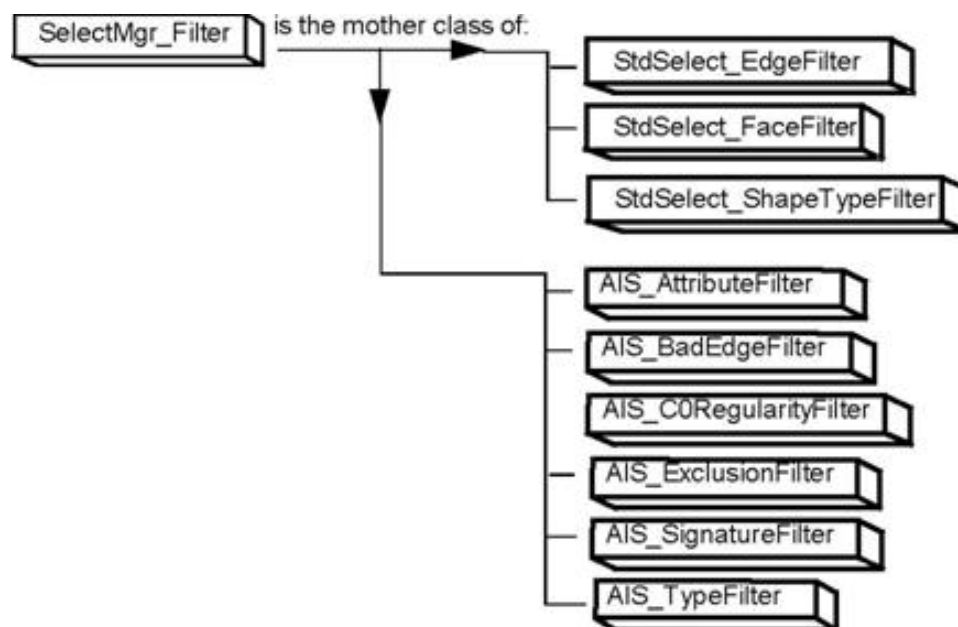 SelectMgr_Filter
is the mother class of:
StdSelect_EdgeFilter
StdSelect_FaceFilter
StdSelect_ShapeTypeFilter
AIS_AttributeFilter
AIS_BadEdgeFilter
AIS_C0RegularityFilter
AIS_ExclusionFilter
AIS_SignatureFilter
AIS_TypeFilter